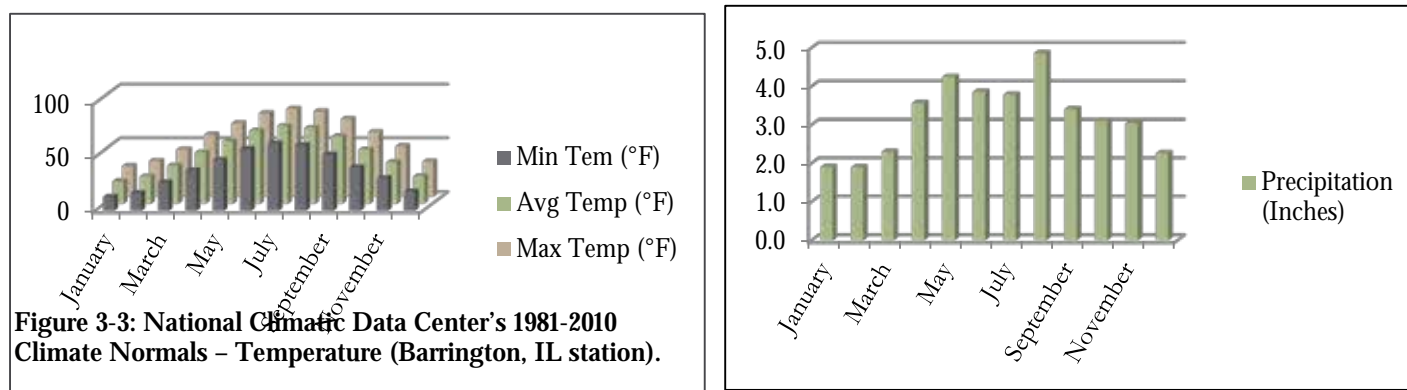 100
50
0
January
March
May
July
September
November
Min Tem (°F)
Avg Temp (°F)
Max Temp (°F)
Figure 3-3: National Climatic Data Center's 1981-2010
Climate Normals – Temperature (Barrington, IL station).
5.0
4.0
3.0
2.0
1.0
0.0
January
March
May
July
September
November
Precipitation
(Inches)